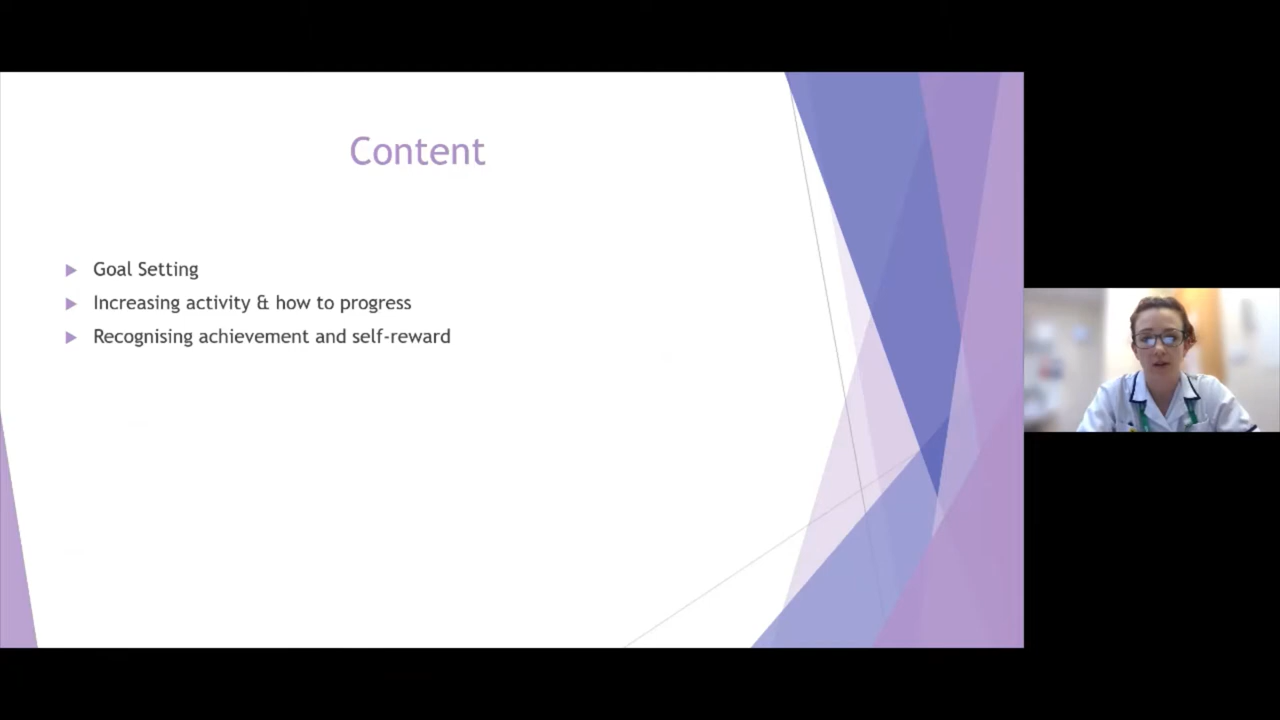 Content
Goal Setting
Increasing activity & how to progress
Recognising achievement and self-reward